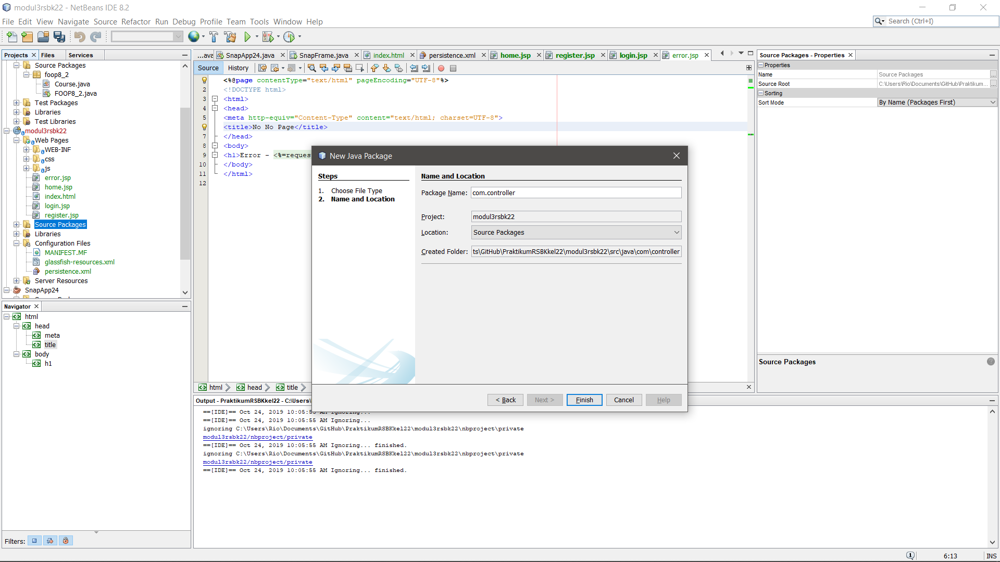 modul3rsbk22 - NetBeans IDE 8.2
File Edit View Navigate Source Refactor Run Debug Profile Team Tools Window Help
Search (Ctrl+I)
Projects Files Services
Source Packages
foop8_2
Course.java
FOOP8_2.java
Test Packages
Libraries
Test Libraries
modul3rsbk22
Web Pages
WEB-INF
css
js
error.jsp
home.jsp
index.html
login.jsp
register.jsp
Source Packages
Libraries
Configuration Files
MANIFEST.MF
glassfish-resources.xml
persistence.xml
Server Resources
SnapApp24
Navigator
html
head
meta
title
body
h1
Filters:
...ava SnapApp24.java SnapFrame.java index.html persistence.xml home.jsp register.jsp login.jsp error.jsp
Source History
<%@page contentType="text/html" pageEncoding="UTF-8"%>
2 <!DOCTYPE html>
3 <html>
4 <head>
5 <meta http-equiv="Content-Type" content="text/html; charset=UTF-8">
<title>No No Page</title>
7 </head>
8 <body>
9 <h1>Error - <%=reques
10 </body>
11 </html>
12
html head title
New Java Package
Steps
1. Choose File Type
2. Name and Location
Name and Location
Package Name: com.controller
Project: modul3rsbk22
Location: Source Packages
Created Folder: ts\GitHub\PraktikumRSBKkel22\modul3rsbk22\src\java\com\controller
< Back Next > Finish Cancel Help
Output - PraktikumRSBKkel22 - C:\Users\
==[IDE]== Oct 24, 2019 10:05:55 AM Ignoring...
==[IDE]== Oct 24, 2019 10:05:55 AM Ignoring...
ignoring C:\Users\Rio\Documents\GitHub\PraktikumRSBKkel22\modul3rsbk22\nbproject\private
modul3rsbk22/nbproject/private
==[IDE]== Oct 24, 2019 10:05:55 AM Ignoring... finished.
ignoring C:\Users\Rio\Documents\GitHub\PraktikumRSBKkel22\modul3rsbk22\nbproject\private
modul3rsbk22/nbproject/private
==[IDE]== Oct 24, 2019 10:05:55 AM Ignoring... finished.
Source Packages - Properties
Properties
Name Source Packages ...
Source Root C:\Users\Rio\Documents\GitHub\Praktikum... ...
Sorting
Sort Mode By Name (Packages First)
Source Packages
6:13 INS